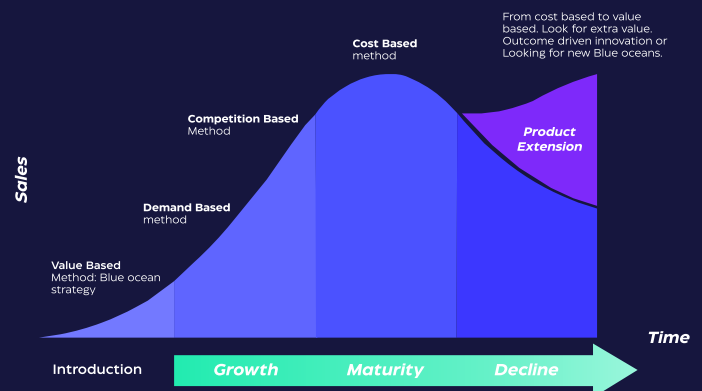 From cost based to value
based. Look for extra value.
Outcome driven innovation or
Looking for new Blue oceans.
Cost Based
method
Competition Based
Method
Product
Extension
Sales
Demand Based
method
Value Based
Method: Blue ocean
strategy
Time
Introduction
Growth
Maturity
Decline